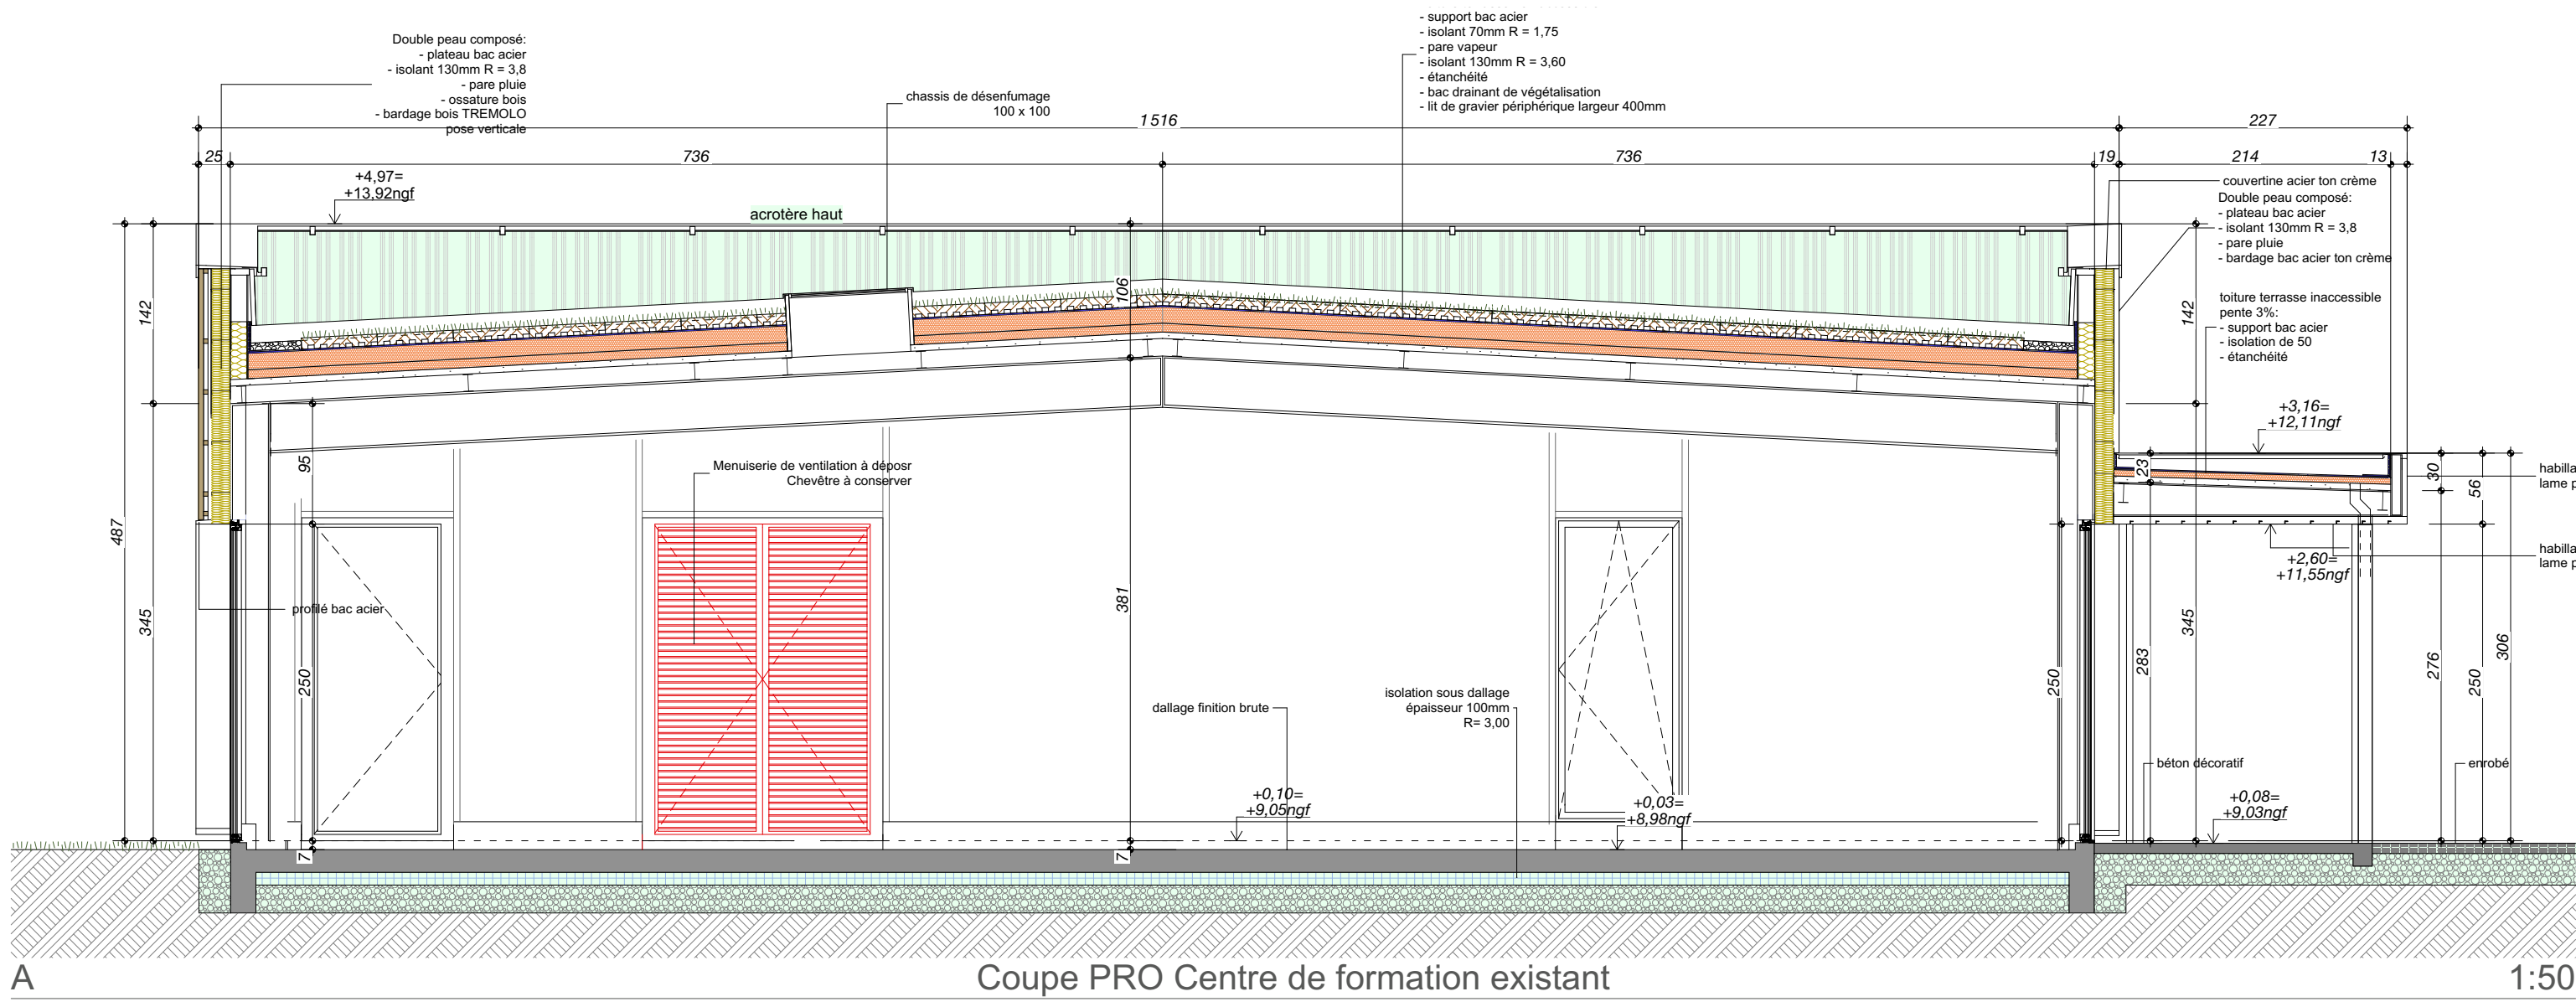 - support bac acier
- isolant 70mm R = 1,75
- pare vapeur
- isolant 130mm R = 3,60
- étanchéité
- bac drainant de végétalisation
- lit de gravier périphérique largeur 400mm
Double peau composé:
- plateau bac acier
- isolant 130mm R = 3,8
- pare pluie
- ossature bois
- bardage bois TREMOLO
pose verticale
chassis de désenfumage
100 x 100
1 516
227
25
736
736
19
214
13
+4,97=
+13,92ngf
acrotère haut
couvertine acier ton crème
Double peau composé:
- plateau bac acier
- isolant 130mm R = 3,8
- pare pluie
- bardage bac acier ton crème
toiture terrasse inaccessible
pente 3%:
- support bac acier
- isolation de 50
- étanchéité
142
106
142
+3,16=
+12,11ngf
95
Menuiserie de ventilation à déposr
Chevêtre à conserver
23
30
56
habilla
lame p
487
345
profilé bac acier
250
381
+2,60=
+11,55ngf
habilla
lame p
250
283
345
276
250
306
dallage finition brute
isolation sous dallage
épaisseur 100mm
R= 3,00
béton décoratif
enrobé
+0,10=
+9,05ngf
+0,03=
+8,98ngf
+0,08=
+9,03ngf
7
7
A
Coupe PRO Centre de formation existant
1:50